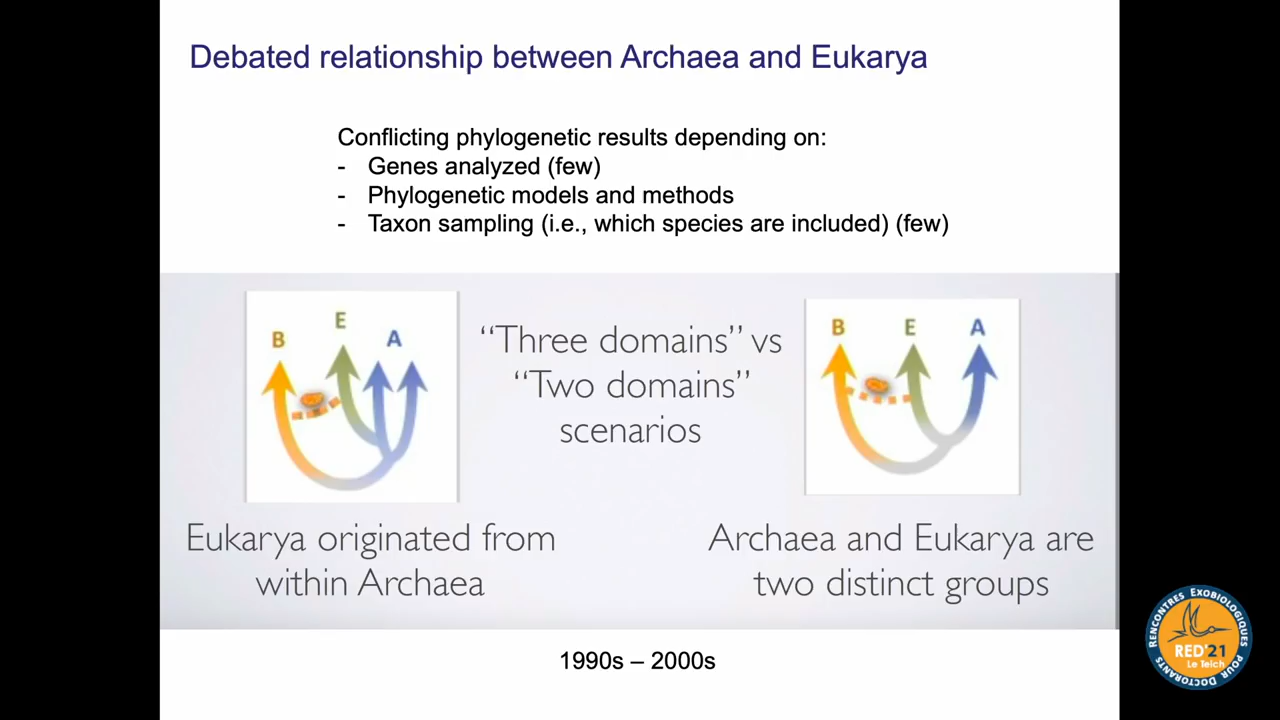 Debated relationship between Archaea and Eukarya
Conflicting phylogenetic results depending on:
- Genes analyzed (few)
- Phylogenetic models and methods
- Taxon sampling (i.e., which species are included) (few)
B
E
A
“Three domains” vs
“Two domains”
scenarios
B
E
A
Eukarya originated from
within Archaea
Archaea and Eukarya are
two distinct groups
1990s – 2000s
RENCONTRES EXOBIOLOGIQUES POUR DOCTORANTS
RED'21
Le Teich